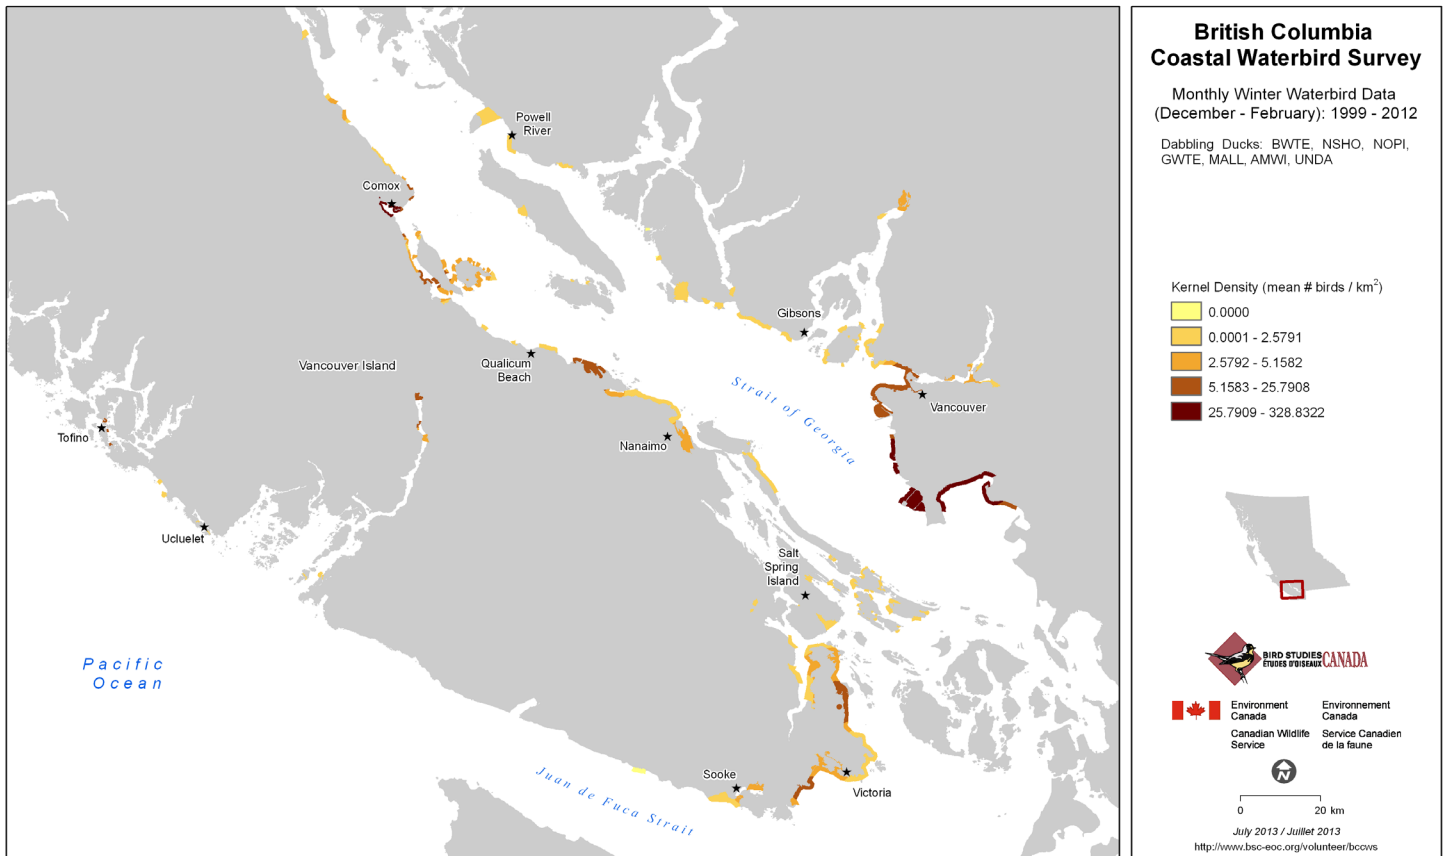 British Columbia
Coastal Waterbird Survey
Monthly Winter Waterbird Data
(December - February): 1999 - 2012
Dabbling Ducks: BWTE, NSHO, NOPI,
GWTE, MALL, AMWI, UNDA
Kernel Density (mean # birds / km²)
0.0000
0.0001 - 2.5791
2.5792 - 5.1582
5.1583 - 25.7908
25.7909 - 328.8322
Powell
River
Comox
Gibsons
Qualicum
Beach
Vancouver Island
Strait of Georgia
Vancouver
Tofino
Nanaimo
Ucluelet
Salt
Spring
Island
Pacific
Ocean
Juan de Fuca Strait
Sooke
Victoria
BIRD STUDIES
ÉTUDES D'OISEAUX
CANADA
Environment
Canada
Environnement
Canada
Canadian Wildlife
Service
Service Canadien
de la faune
N
0 20 km
July 2013 / Juillet 2013
http://www.bsc-eoc.org/volunteer/bccws